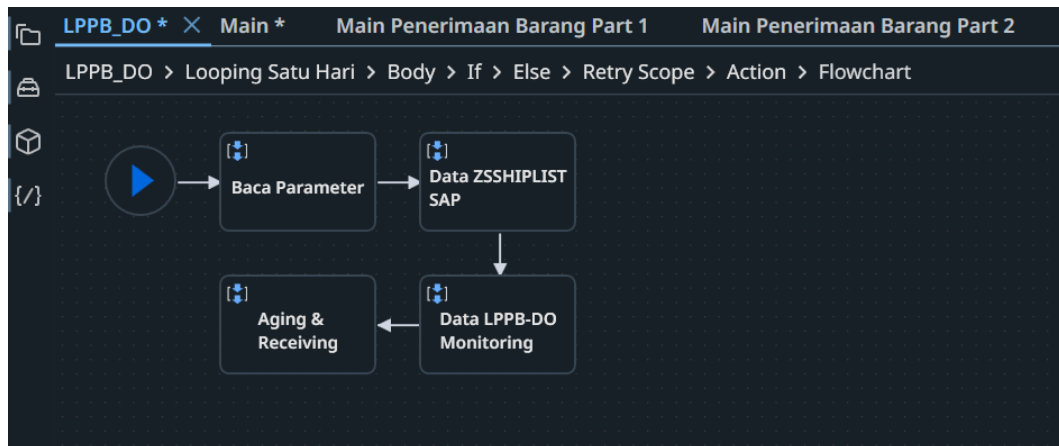 LPPB_DO * × Main * Main Penerimaan Barang Part 1 Main Penerimaan Barang Part 2
LPPB_DO > Looping Satu Hari > Body > If > Else > Retry Scope > Action > Flowchart
Baca Parameter
Data ZSSHIPLIST
SAP
Data LPPB-DO
Monitoring
Aging &
Receiving